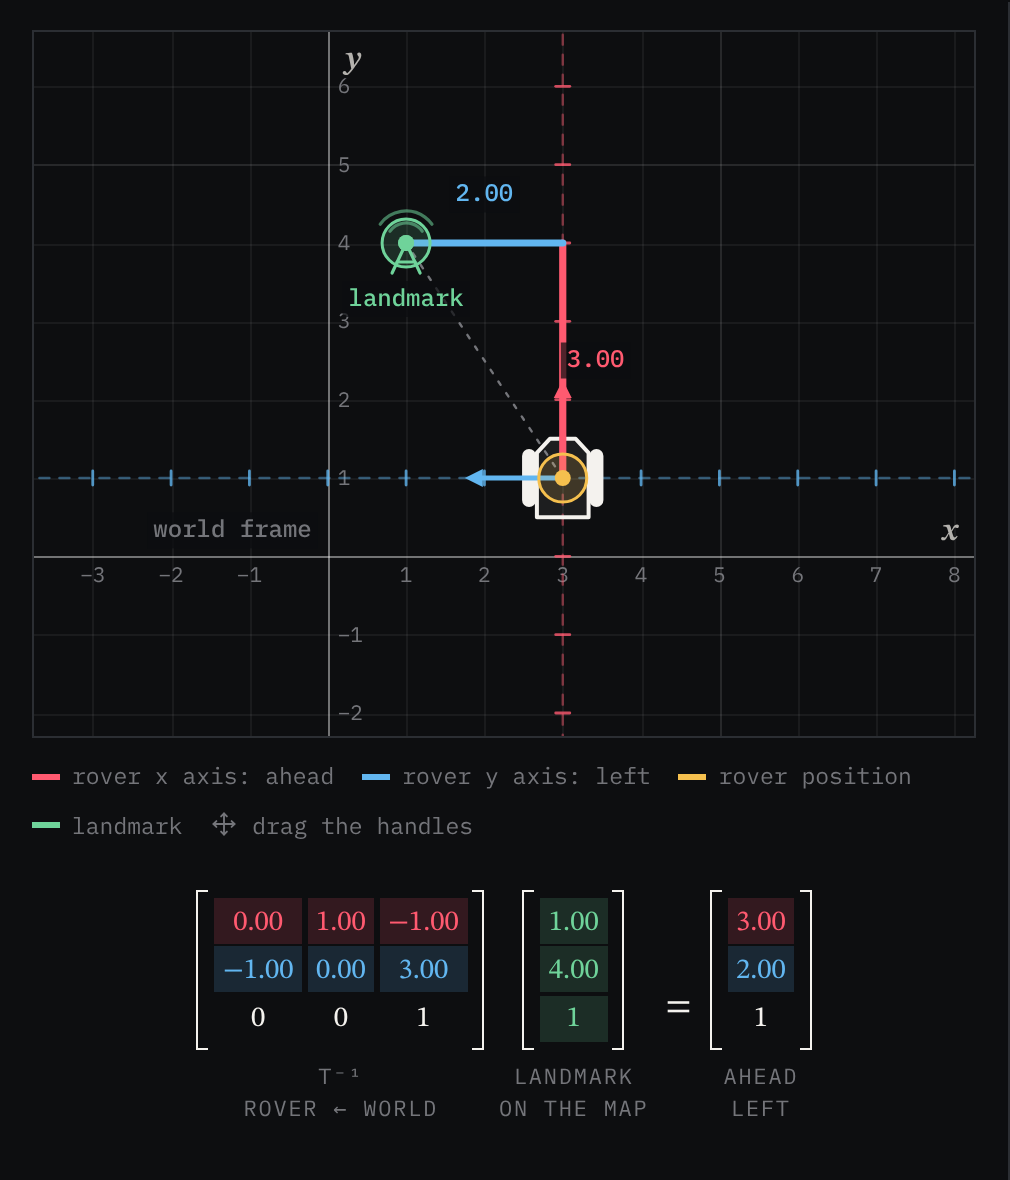 y
6
5
2.00
4
landmark
3
3.00
2
1
world frame
x
−3 −2 −1 1 2 3 4 5 6 7 8
−1
−2
rover x axis: ahead rover y axis: left rover position
landmark drag the handles
0.00 1.00 −1.00 1.00 3.00
−1.00 0.00 3.00 4.00 2.00
0 0 1 1 = 1
T⁻¹ LANDMARK AHEAD
ROVER ← WORLD ON THE MAP LEFT